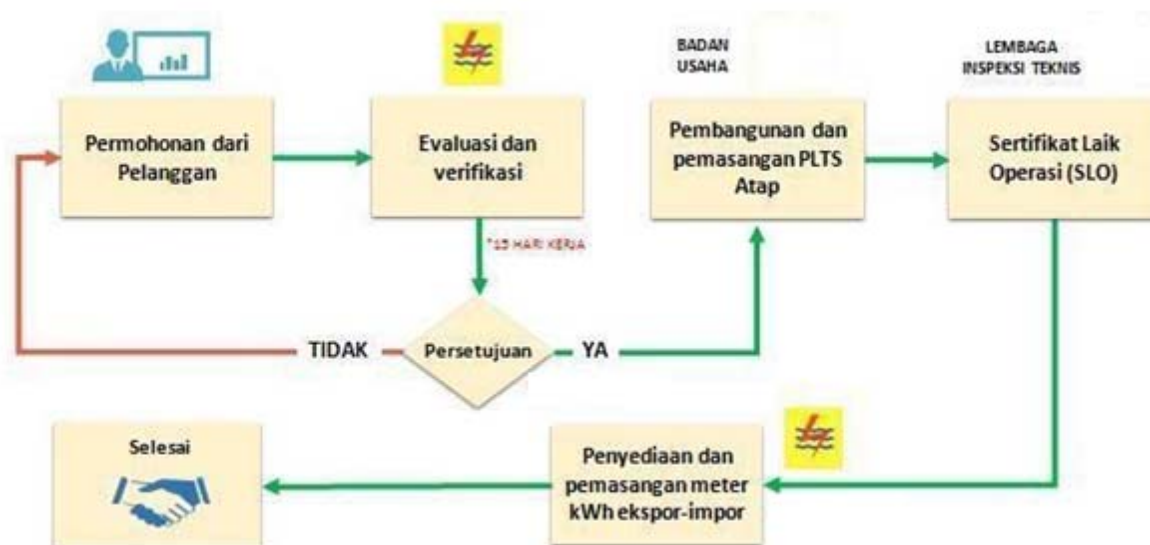 BADAN
USAHA
LEMBAGA
INSPEKSI TEKNIS
Permohonan dari
Pelanggan
Evaluasi dan
verifikasi
Pembangunan dan
pemasangan PLTS
Atap
Sertifikat Laik
Operasi (SLO)
*15 HARI KERJA
TIDAK
Persetujuan
YA
Selesai
Penyediaan dan
pemasangan meter
kWh ekspor-impor